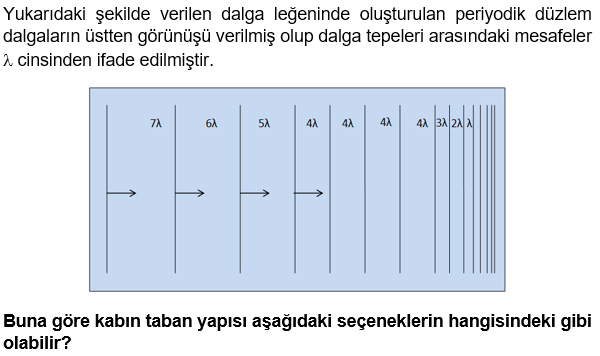 Yukarıdaki şekilde verilen dalga leğeninde oluşturulan periyodik düzlem
dalgaların üstten görünüşü verilmiş olup dalga tepeleri arasındaki mesafeler
λ cinsinden ifade edilmiştir.
7λ 6λ 5λ 4λ 4λ 4λ 4λ 3λ 2λ λ
Buna göre kabın taban yapısı aşağıdaki seçeneklerin hangisindeki gibi
olabilir?